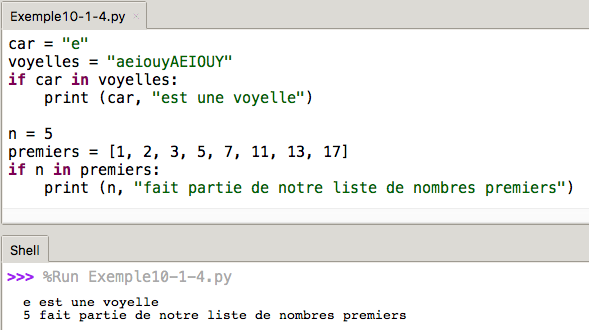 Exemple10-1-4.py
car = "e"
voyelles = "aeiouyAEIOUY"
if car in voyelles:
    print (car, "est une voyelle")
n = 5
premiers = [1, 2, 3, 5, 7, 11, 13, 17]
if n in premiers:
    print (n, "fait partie de notre liste de nombres premiers")
Shell
>>> %Run Exemple10-1-4.py
e est une voyelle
5 fait partie de notre liste de nombres premiers